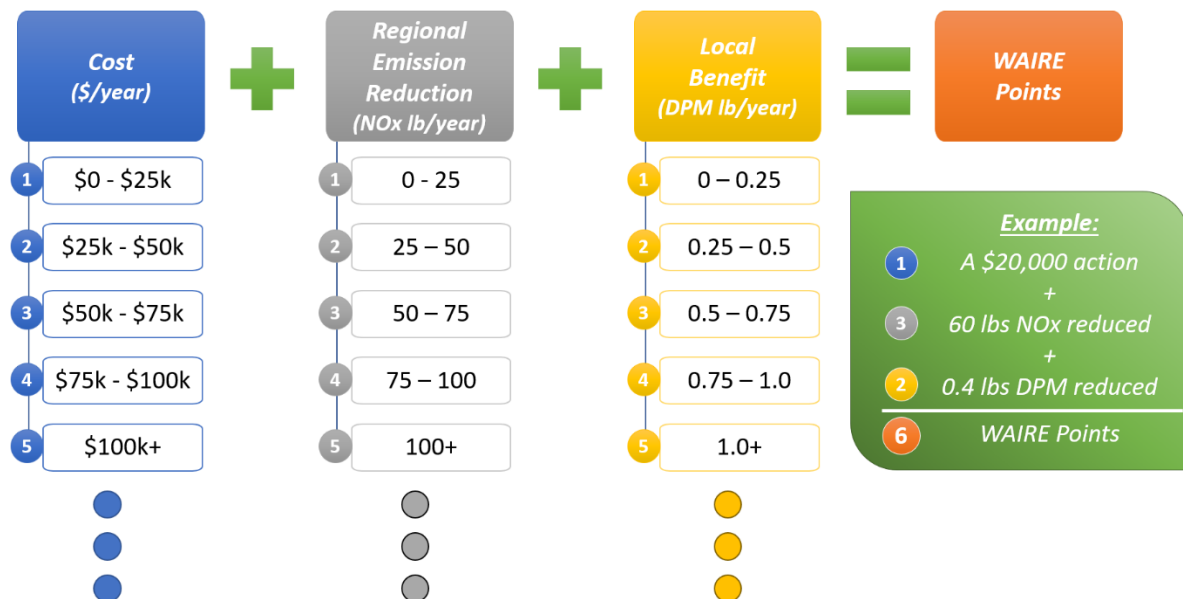 Cost
($/year)
Regional
Emission
Reduction
(NOx lb/year)
Local
Benefit
(DPM lb/year)
WAIRE
Points
1 $0 - $25k
2 $25k - $50k
3 $50k - $75k
4 $75k - $100k
5 $100k+
1 0 - 25
2 25 – 50
3 50 – 75
4 75 – 100
5 100+
1 0 – 0.25
2 0.25 – 0.5
3 0.5 – 0.75
4 0.75 – 1.0
5 1.0+
Example:
1 A $20,000 action
+
3 60 lbs NOx reduced
+
2 0.4 lbs DPM reduced
6 WAIRE Points